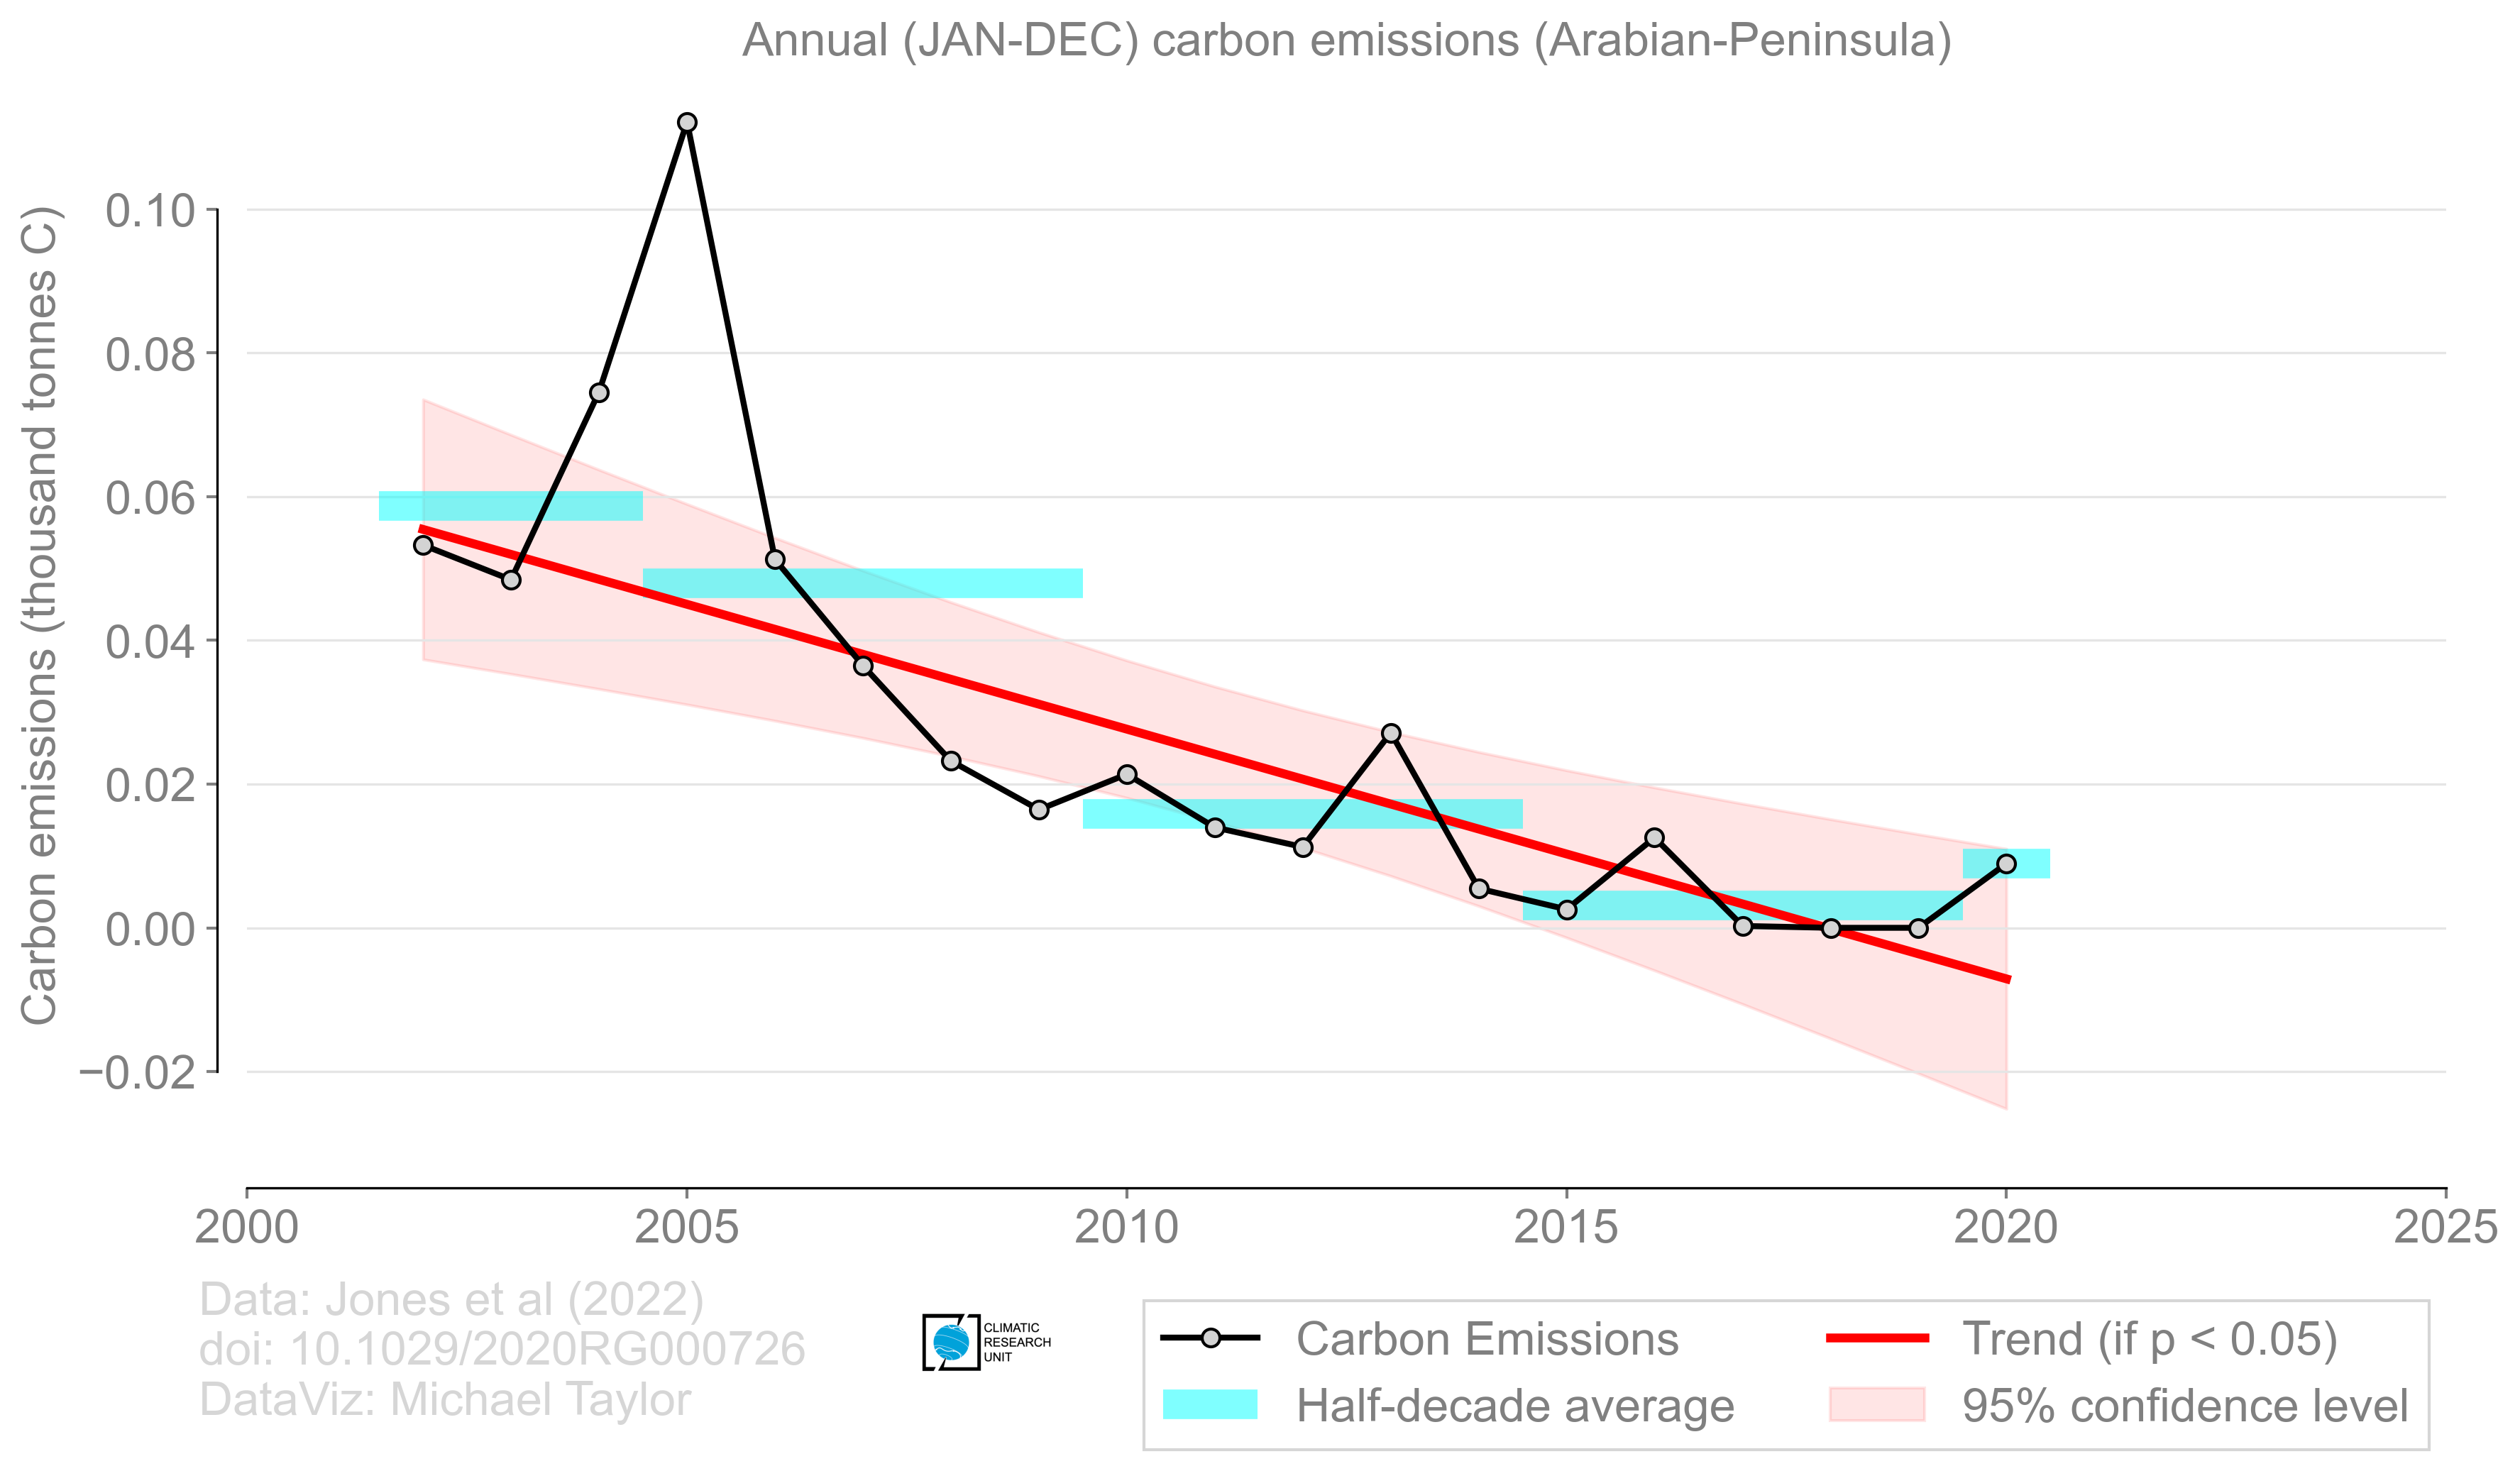 Annual (JAN-DEC) carbon emissions (Arabian-Peninsula)
Carbon emissions (thousand tonnes C)
0.10
0.08
0.06
0.04
0.02
0.00
−0.02
2000 2005 2010 2015 2020 2025
Data: Jones et al (2022)
doi: 10.1029/2020RG000726
DataViz: Michael Taylor
CLIMATIC
RESEARCH
UNIT
Carbon Emissions
Half-decade average
Trend (if p < 0.05)
95% confidence level